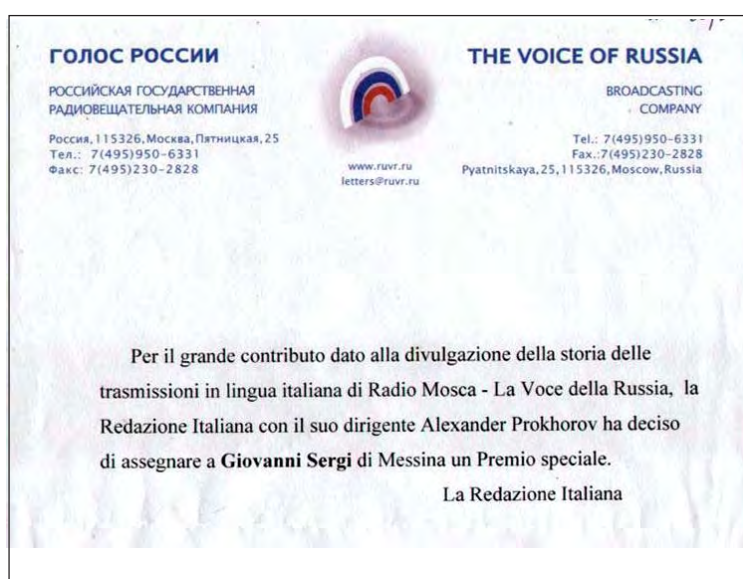 ГОЛОС РОССИИ
РОССИЙСКАЯ ГОСУДАРСТВЕННАЯ
РАДИОВЕЩАТЕЛЬНАЯ КОМПАНИЯ
Россия,115326,Москва,Пятницкая,25
Тел.: 7(495)950-6331
Факс: 7(495)230-2828
www.ruvr.ru
letters@ruvr.ru
THE VOICE OF RUSSIA
BROADCASTING
COMPANY
Tel.: 7(495)950-6331
Fax.:7(495)230-2828
Pyatnitskaya,25,115326,Moscow,Russia
Per il grande contributo dato alla divulgazione della storia delle
trasmissioni in lingua italiana di Radio Mosca - La Voce della Russia, la
Redazione Italiana con il suo dirigente Alexander Prokhorov ha deciso
di assegnare a Giovanni Sergi di Messina un Premio speciale.
La Redazione Italiana